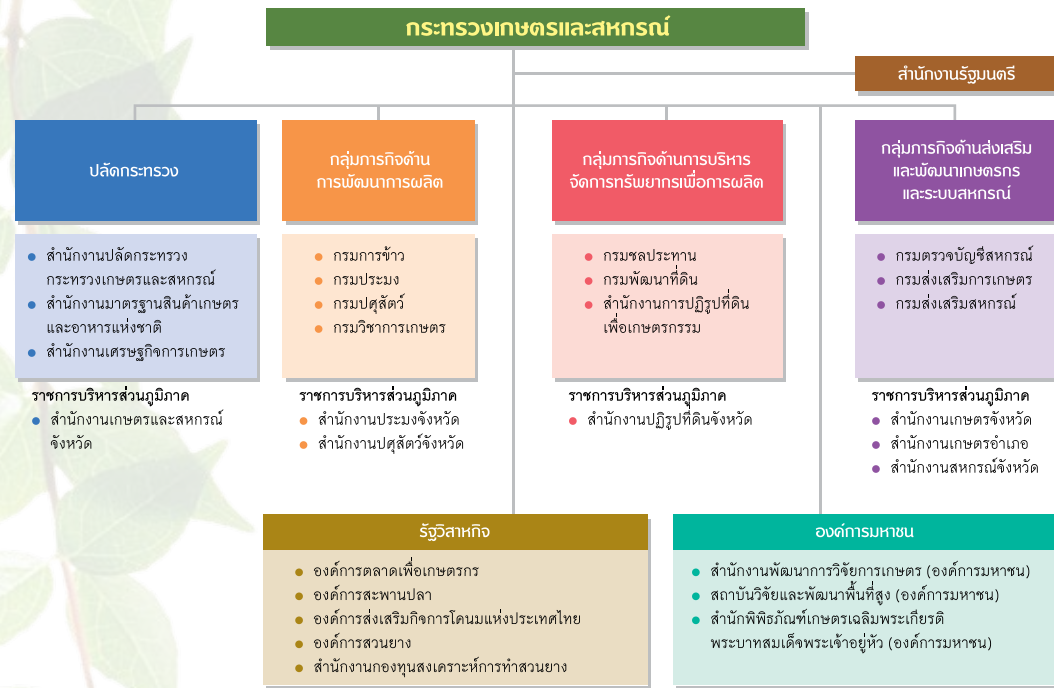 กระทรวงเกษตรและสหกรณ์
สำนักงานรัฐมนตรี
ปลัดกระทรวง
สำนักงานปลัดกระทรวง
กระทรวงเกษตรและสหกรณ์
สำนักงานมาตรฐานสินค้าเกษตร
และอาหารแห่งชาติ
สำนักงานเศรษฐกิจการเกษตร
ราชการบริหารส่วนภูมิภาค
สำนักงานเกษตรและสหกรณ์
จังหวัด
กลุ่มภารกิจด้าน
การพัฒนาการผลิต
กรมการข้าว
กรมประมง
กรมปศุสัตว์
กรมวิชาการเกษตร
ราชการบริหารส่วนภูมิภาค
สำนักงานประมงจังหวัด
สำนักงานปศุสัตว์จังหวัด
กลุ่มภารกิจด้านการบริหาร
จัดการทรัพยากรเพื่อการผลิต
กรมชลประทาน
กรมพัฒนาที่ดิน
สำนักงานการปฏิรูปที่ดิน
เพื่อเกษตรกรรม
ราชการบริหารส่วนภูมิภาค
สำนักงานปฏิรูปที่ดินจังหวัด
กลุ่มภารกิจด้านส่งเสริม
และพัฒนาเกษตรกร
และระบบสหกรณ์
กรมตรวจบัญชีสหกรณ์
กรมส่งเสริมการเกษตร
กรมส่งเสริมสหกรณ์
ราชการบริหารส่วนภูมิภาค
สำนักงานเกษตรจังหวัด
สำนักงานเกษตรอำเภอ
สำนักงานสหกรณ์จังหวัด
รัฐวิสาหกิจ
องค์การตลาดเพื่อเกษตรกร
องค์การสะพานปลา
องค์การส่งเสริมกิจการโคนมแห่งประเทศไทย
องค์การสวนยาง
สำนักงานกองทุนสงเคราะห์การทำสวนยาง
องค์การมหาชน
สำนักงานพัฒนาการวิจัยการเกษตร (องค์การมหาชน)
สถาบันวิจัยและพัฒนาพื้นที่สูง (องค์การมหาชน)
สำนักพิพิธภัณฑ์เกษตรเฉลิมพระเกียรติ
พระบาทสมเด็จพระเจ้าอยู่หัว (องค์การมหาชน)